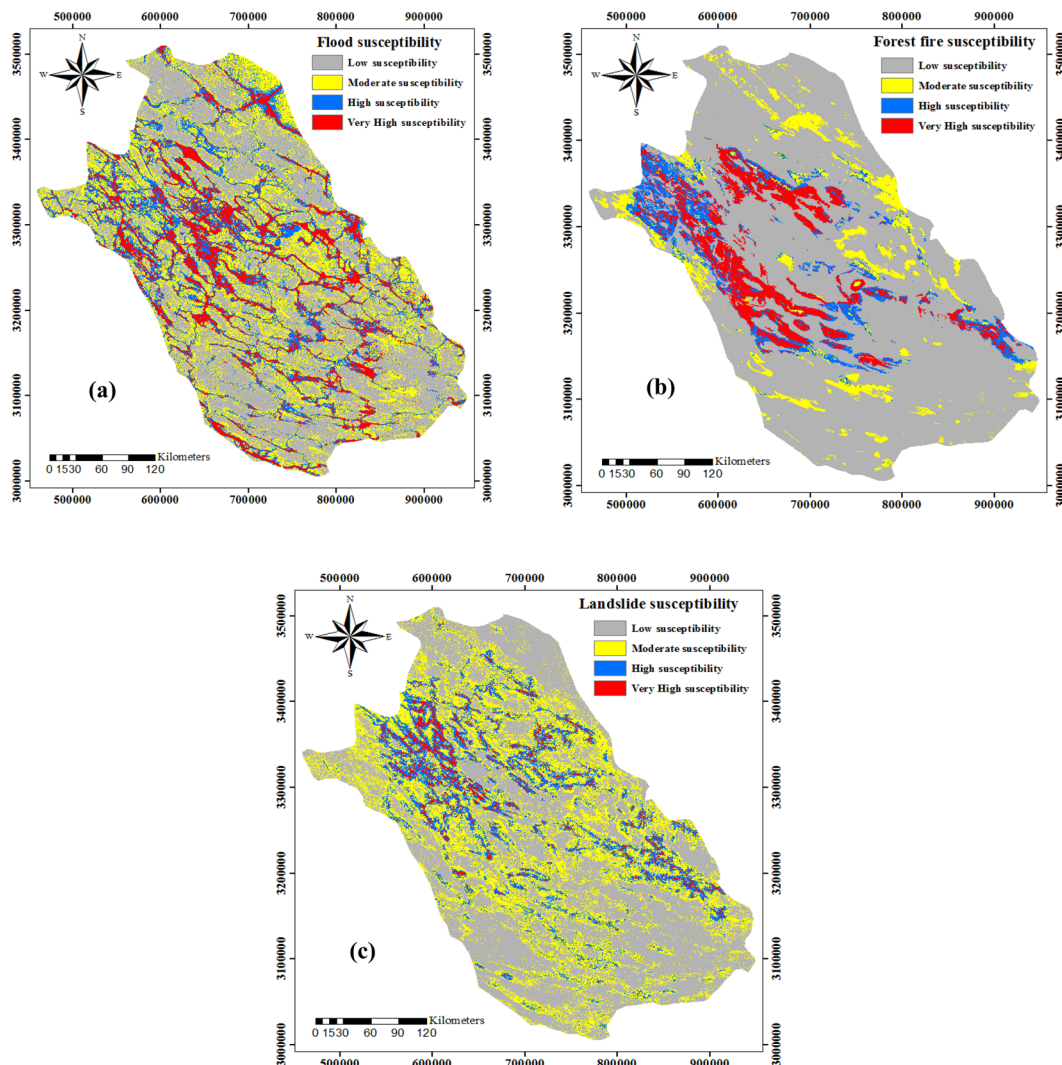 500000 600000 700000 800000 900000
Flood susceptibility
Low susceptibility
Moderate susceptibility
High susceptibility
Very High susceptibility
N
W E
S
3500000
3400000
3300000
3200000
3100000
3000000
3500000
3400000
3300000
3200000
3100000
3000000
(a)
Kilometers
0 1530 60 90 120
500000 600000 700000 800000 900000
500000 600000 700000 800000 900000
Forest fire susceptibility
Low susceptibility
Moderate susceptibility
High susceptibility
Very High susceptibility
N
W E
S
3500000
3400000
3300000
3200000
3100000
3000000
3500000
3400000
3300000
3200000
3100000
3000000
(b)
Kilometers
0 1530 60 90 120
500000 600000 700000 800000 900000
500000 600000 700000 800000 900000
Landslide susceptibility
Low susceptibility
Moderate susceptibility
High susceptibility
Very High susceptibility
N
W E
S
3500000
3400000
3300000
3200000
3100000
3000000
3500000
3400000
3300000
3200000
3100000
3000000
(c)
Kilometers
0 1530 60 90 120
500000 600000 700000 800000 900000